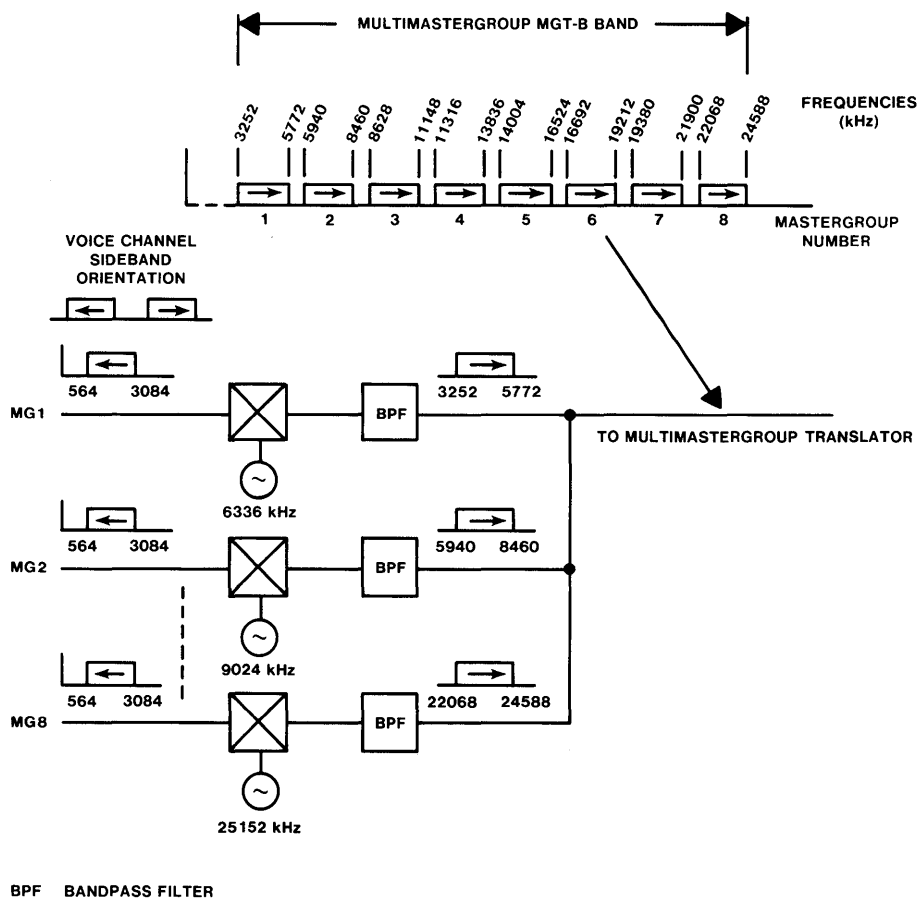 MULTIMASTERGROUP MGT-B BAND
3252 5772 5940 8460 8628 11148 11316 13836 14004 16524 16692 19212 19380 21900 22068 24588
FREQUENCIES
(kHz)
1 2 3 4 5 6 7 8
MASTERGROUP
NUMBER
VOICE CHANNEL
SIDEBAND
ORIENTATION
564 3084
3252 5772
MG1
BPF
TO MULTIMASTERGROUP TRANSLATOR
~
6336 kHz
564 3084
5940 8460
MG2
BPF
~
9024 kHz
564 3084
22068 24588
MG8
BPF
~
25152 kHz
BPF BANDPASS FILTER